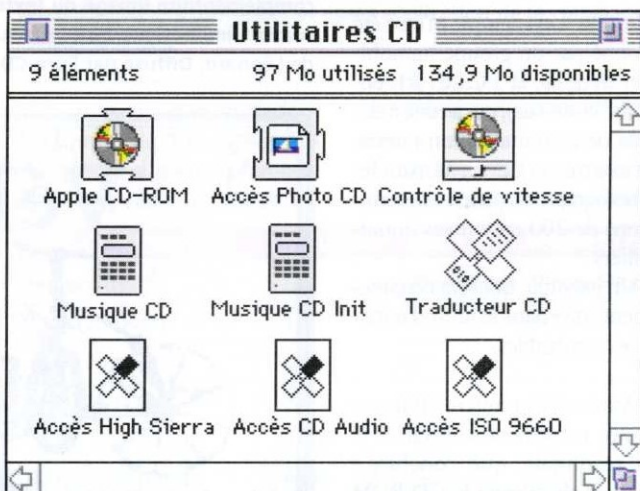 Utilitaires CD
9 éléments 97 Mo utilisés 134,9 Mo disponibles
Apple CD-ROM Accès Photo CD Contrôle de vitesse
Musique CD Musique CD Init Traducteur CD
Accès High Sierra Accès CD Audio Accès ISO 9660